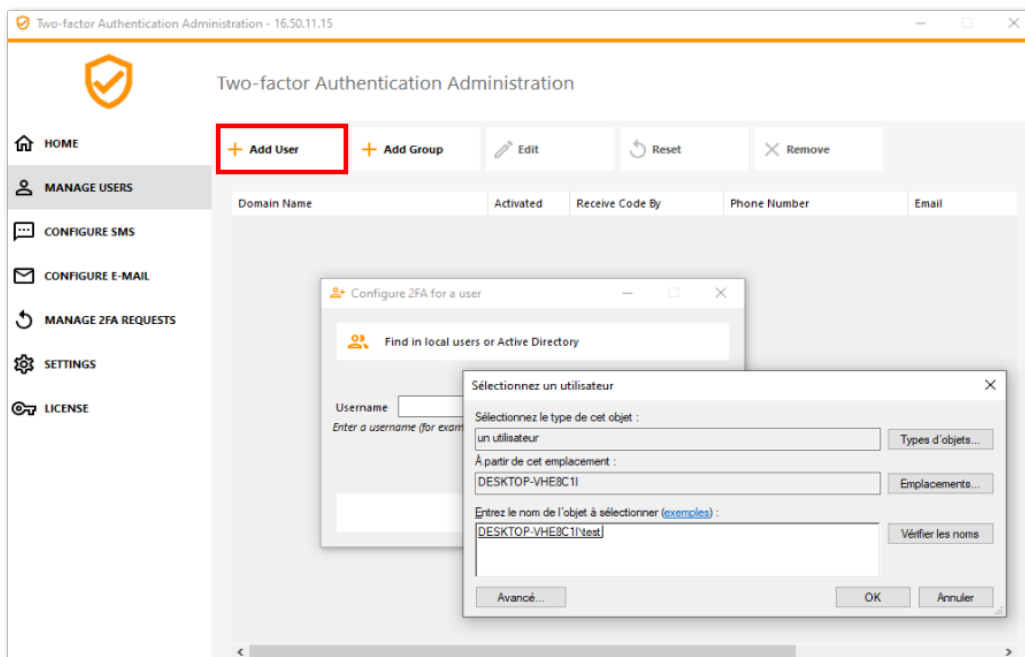 Two-factor Authentication Administration - 16.50.11.15
Two-factor Authentication Administration
HOME
MANAGE USERS
CONFIGURE SMS
CONFIGURE E-MAIL
MANAGE 2FA REQUESTS
SETTINGS
LICENSE
Add User
Add Group
Edit
Reset
Remove
Domain Name
Activated
Receive Code By
Phone Number
Email
Configure 2FA for a user
Find in local users or Active Directory
Username
Enter a username (for exam
Sélectionnez un utilisateur
Sélectionnez le type de cet objet :
un utilisateur
Types d'objets...
À partir de cet emplacement :
DESKTOP-VHE8C1I
Emplacements...
Entrez le nom de l'objet à sélectionner (exemples) :
DESKTOP-VHE8C1I\test
Vérifier les noms
Avancé...
OK
Annuler